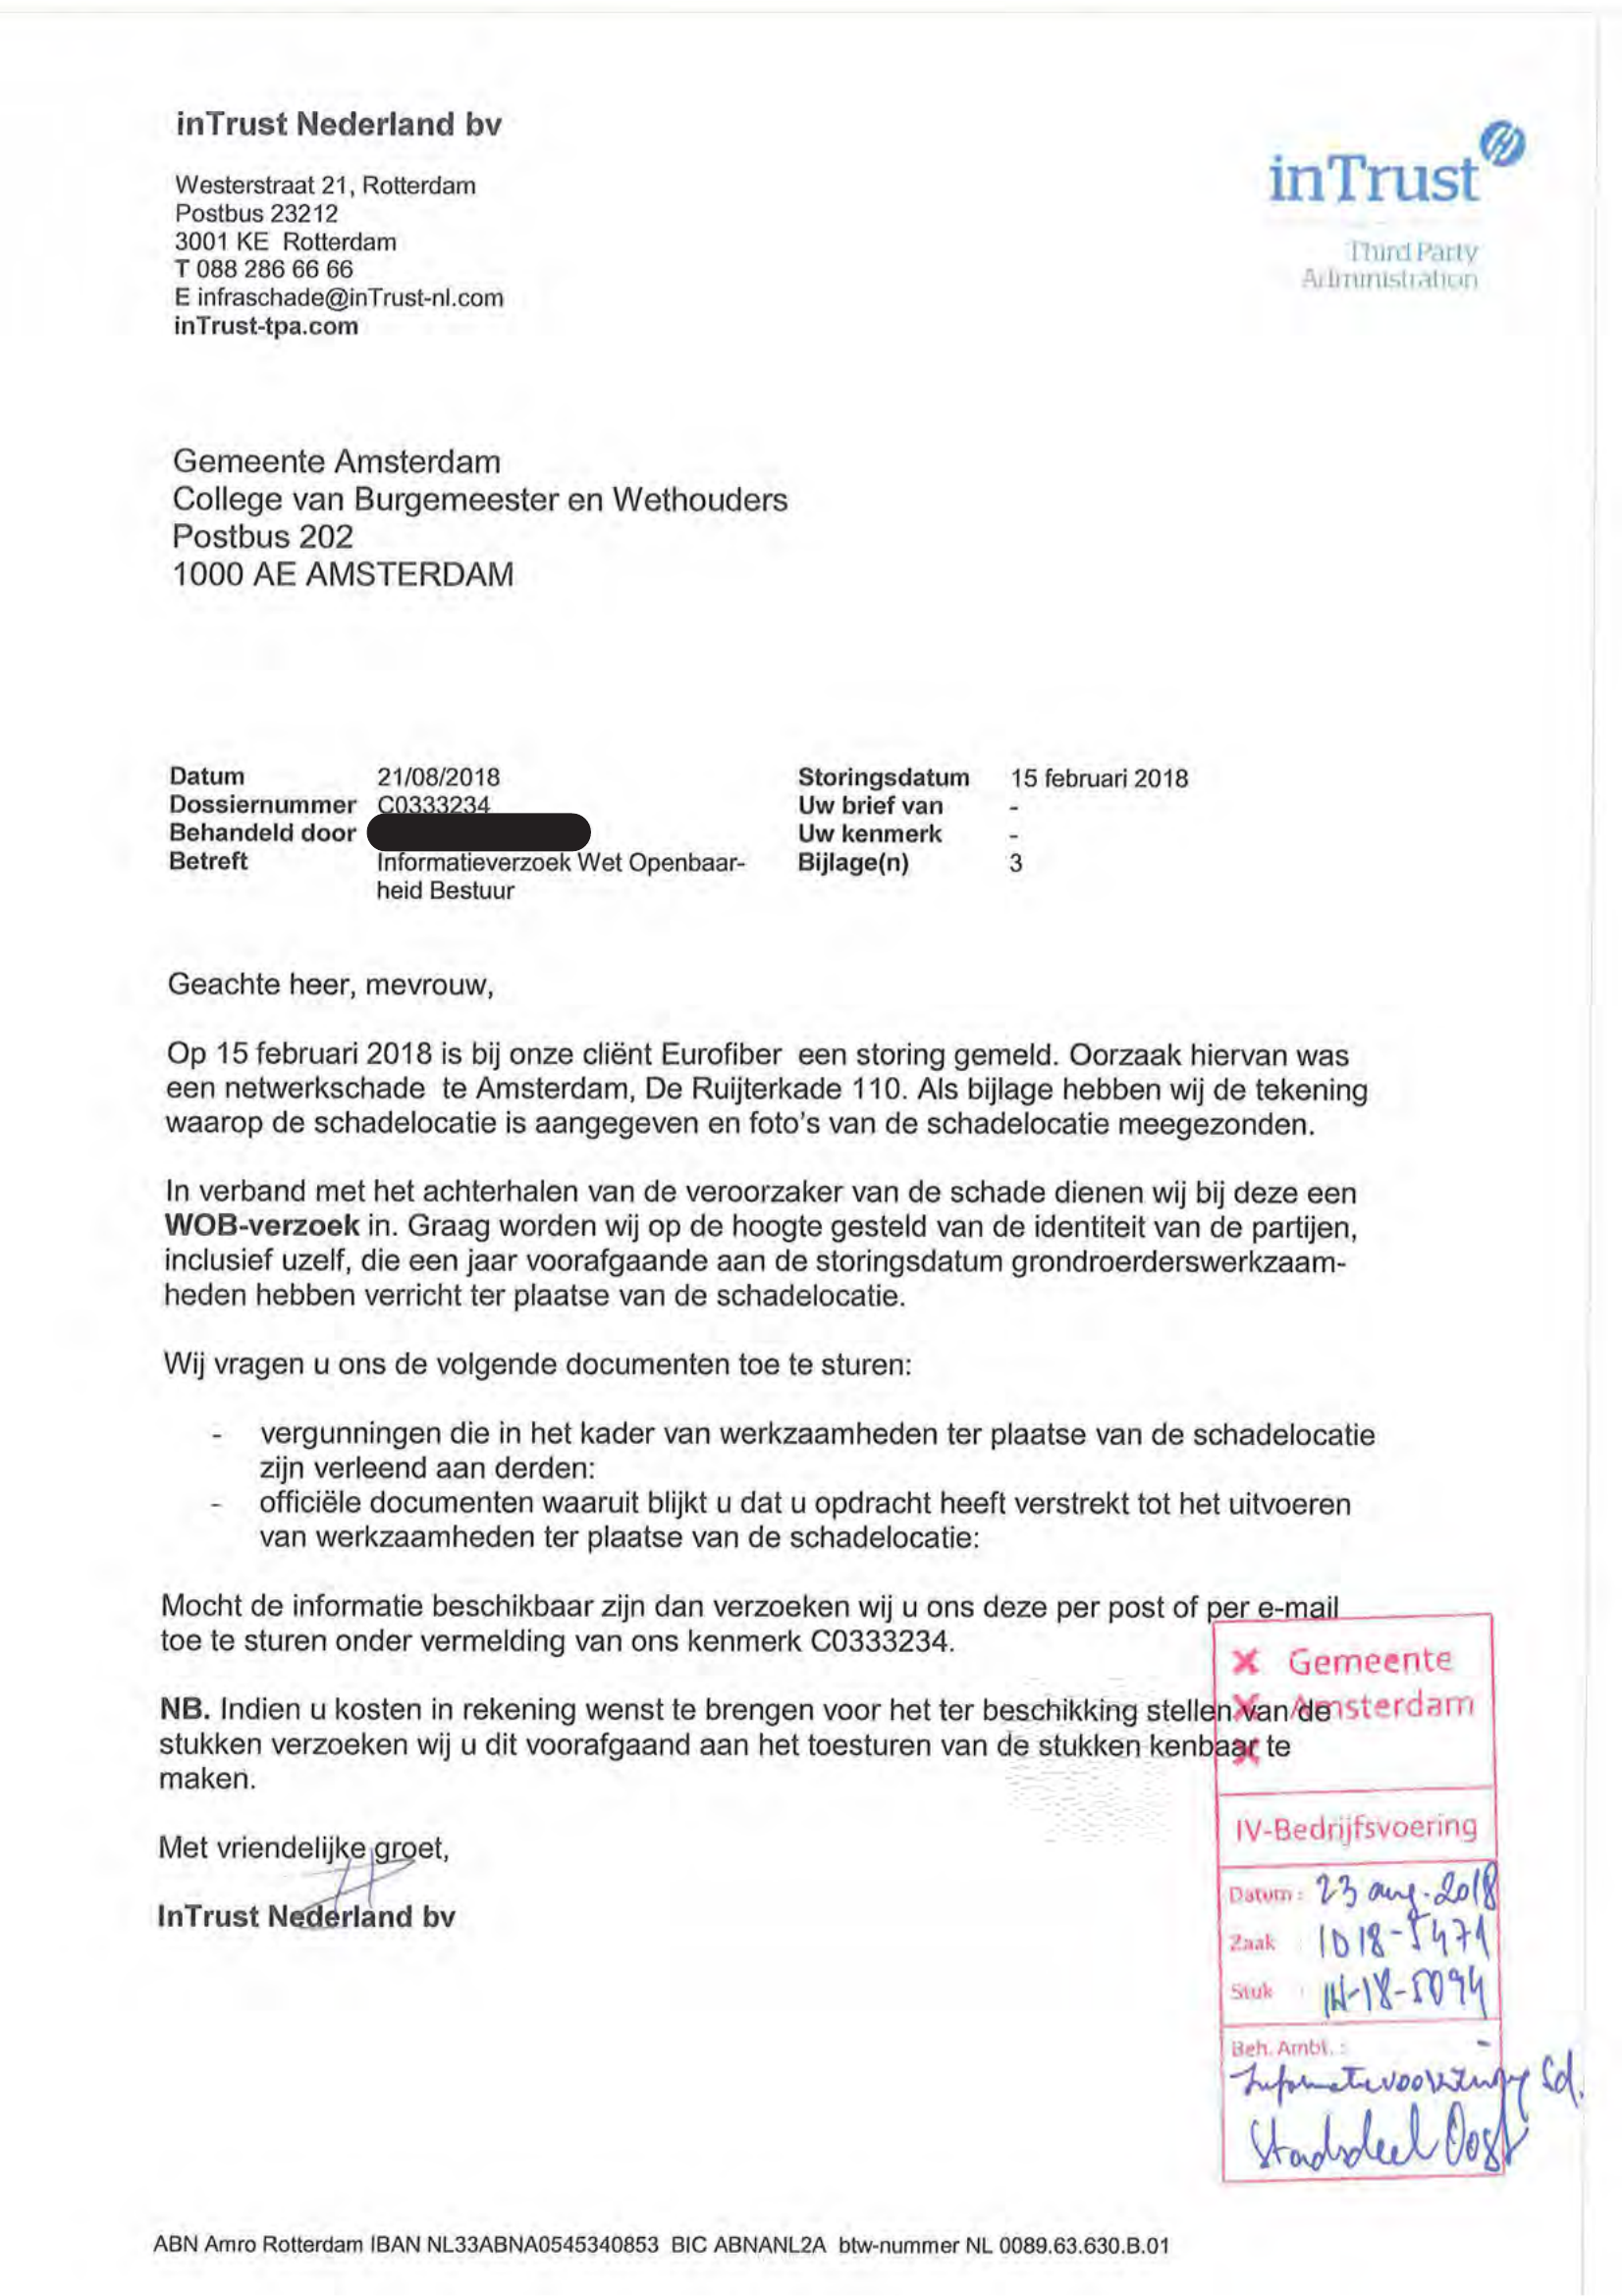 inTrust Nederland bv
Westerstraat 21, Rotterdam
Postbus 23212
3001 KE Rotterdam
T 088 286 66 66
E infraschade@inTrust-nl.com
inTrust-tpa.com
inTrust
Third Party
Administration
Gemeente Amsterdam
College van Burgemeester en Wethouders
Postbus 202
1000 AE AMSTERDAM
Datum 21/08/2018 Storingsdatum 15 februari 2018
Dossiernummer C0333234 Uw brief van -
Behandeld door Uw kenmerk -
Betreft Informatieverzoek Wet Openbaar- Bijlage(n) 3
heid Bestuur
Geachte heer, mevrouw,
Op 15 februari 2018 is bij onze cliënt Eurofiber een storing gemeld. Oorzaak hiervan was
een netwerkschade te Amsterdam, De Ruijterkade 110. Als bijlage hebben wij de tekening
waarop de schadelocatie is aangegeven en foto's van de schadelocatie meegezonden.
In verband met het achterhalen van de veroorzaker van de schade dienen wij bij deze een
WOB-verzoek in. Graag worden wij op de hoogte gesteld van de identiteit van de partijen,
inclusief uzelf, die een jaar voorafgaande aan de storingsdatum grondroerderswerkzaam-
heden hebben verricht ter plaatse van de schadelocatie.
Wij vragen u ons de volgende documenten toe te sturen:
- vergunningen die in het kader van werkzaamheden ter plaatse van de schadelocatie
zijn verleend aan derden:
- officiële documenten waaruit blijkt u dat u opdracht heeft verstrekt tot het uitvoeren
van werkzaamheden ter plaatse van de schadelocatie:
Mocht de informatie beschikbaar zijn dan verzoeken wij u ons deze per post of per e-mail
toe te sturen onder vermelding van ons kenmerk C0333234.
NB. Indien u kosten in rekening wenst te brengen voor het ter beschikking stellen van de
stukken verzoeken wij u dit voorafgaand aan het toesturen van de stukken kenbaar te
maken.
Met vriendelijke groet,
InTrust Nederland bv
Gemeente
Amsterdam
IV-Bedrijfsvoering
Datum: 23 aug. 2018
Zaak : 1018-5471
Stuk : IN-18-5094
Beh. Ambt. :
Informatievoorziening Sd.
Stadsdeel Oost
ABN Amro Rotterdam IBAN NL33ABNA0545340853 BIC ABNANL2A btw-nummer NL 0089.63.630.B.01